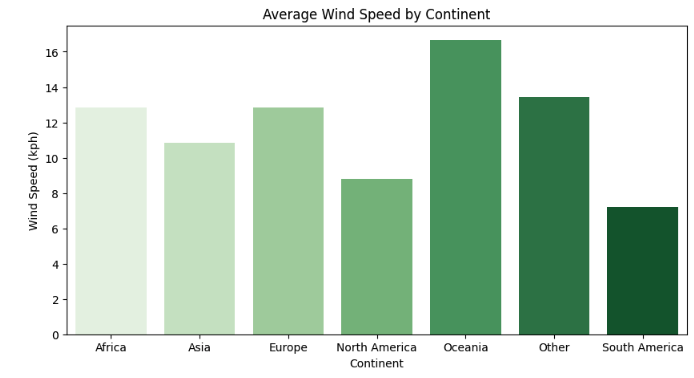 Average Wind Speed by Continent
Wind Speed (kph)
16
14
12
10
8
6
4
2
0
Africa Asia Europe North America Oceania Other South America
Continent